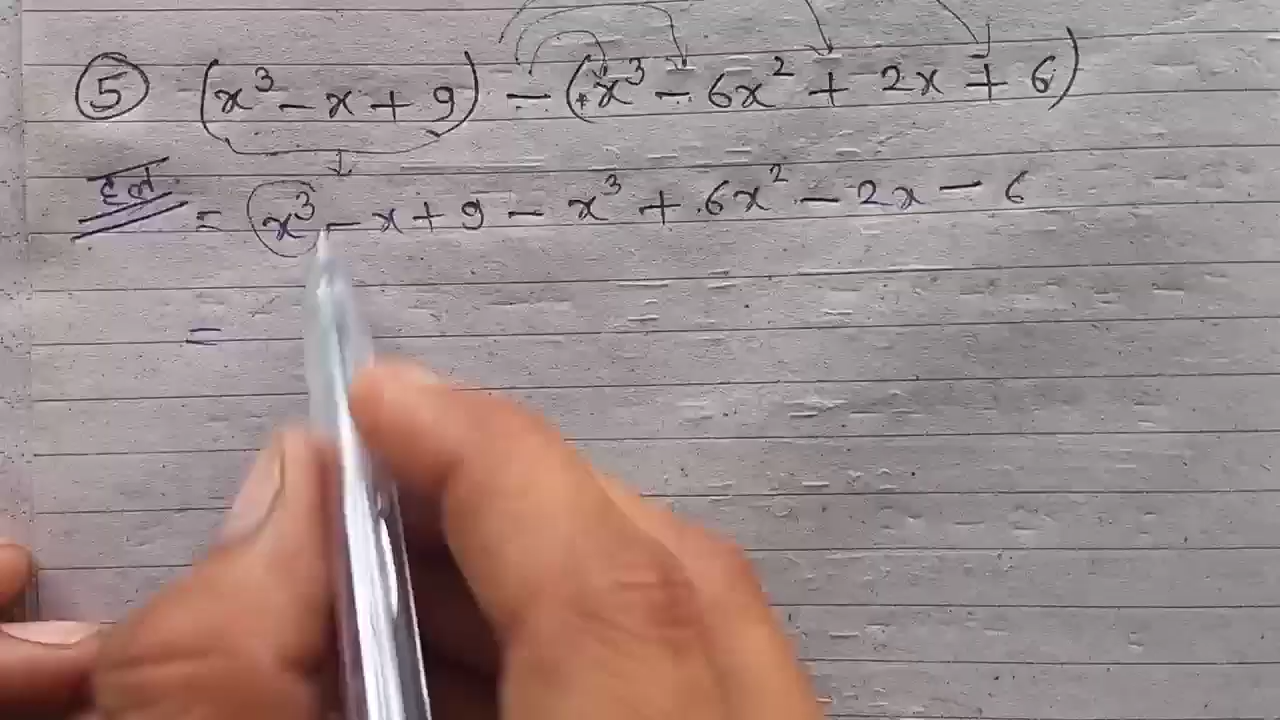 ⑤ (x³ - x + 9) - (+x³ - 6x² + 2x + 6)
हल
= x³ - x + 9 - x³ + 6x² - 2x - 6
=